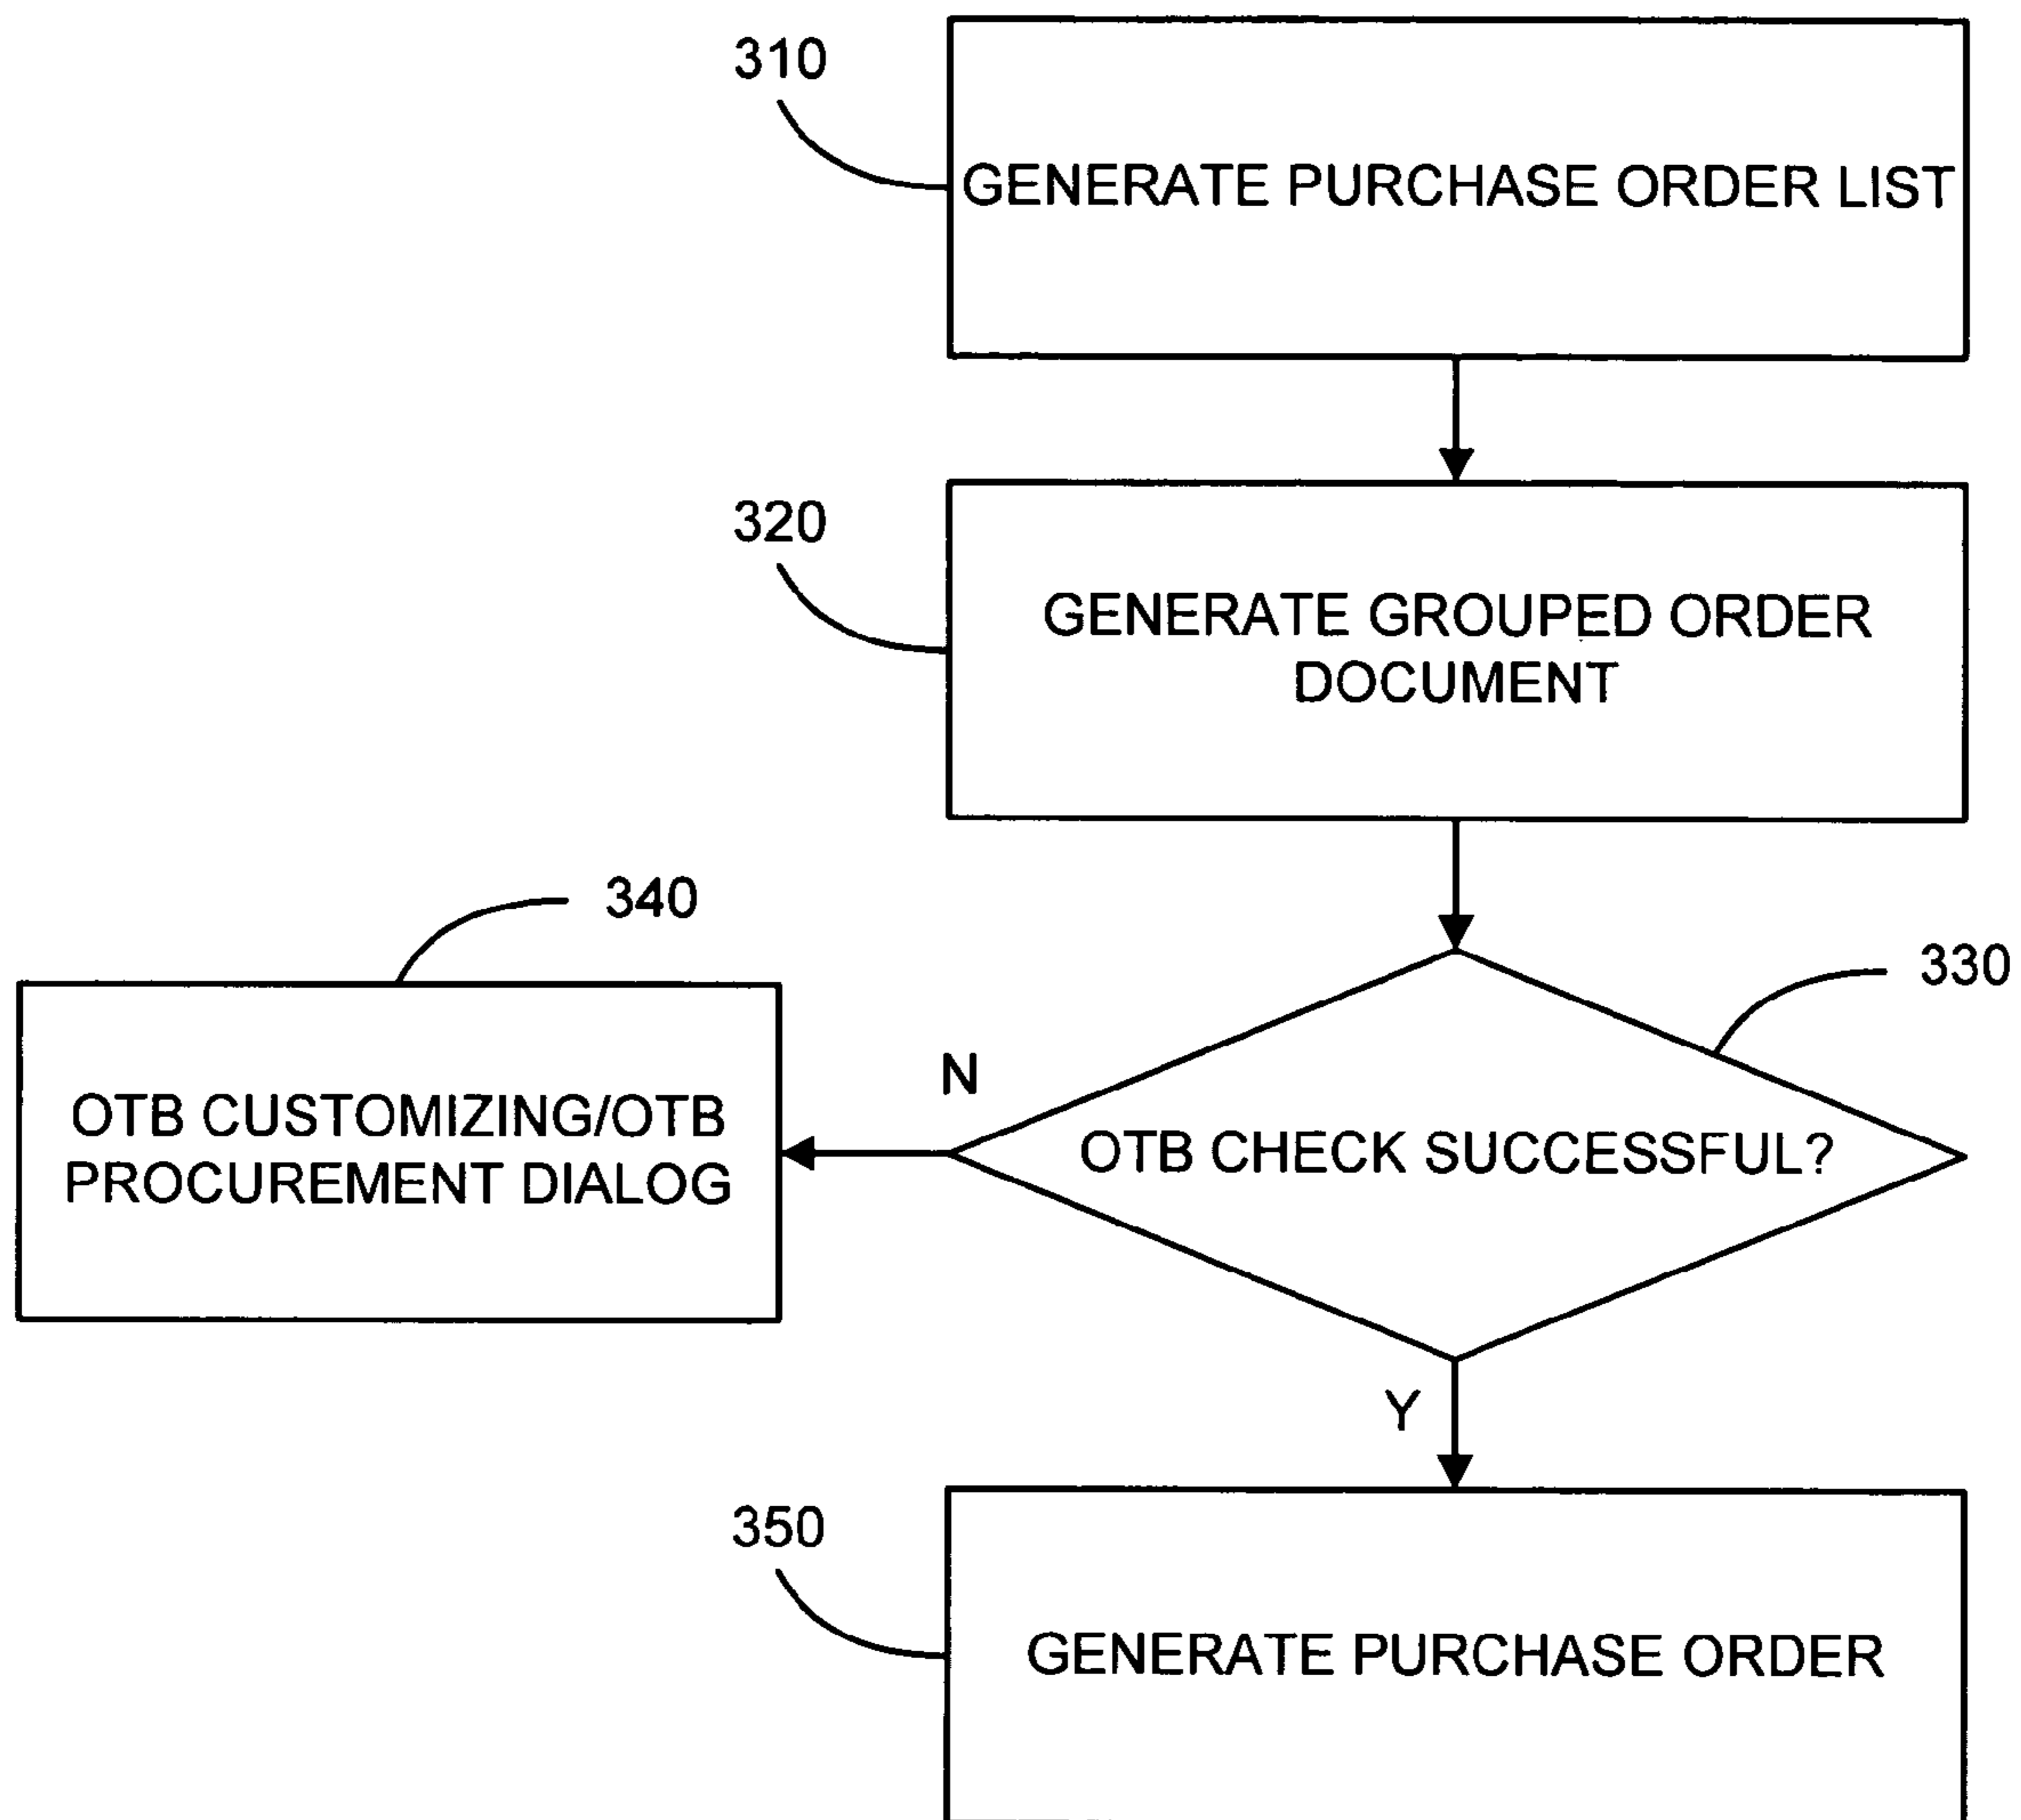 310
GENERATE PURCHASE ORDER LIST
320
GENERATE GROUPED ORDER
DOCUMENT
340
330
N
OTB CUSTOMIZING/OTB
PROCUREMENT DIALOG
OTB CHECK SUCCESSFUL?
Y
350
GENERATE PURCHASE ORDER